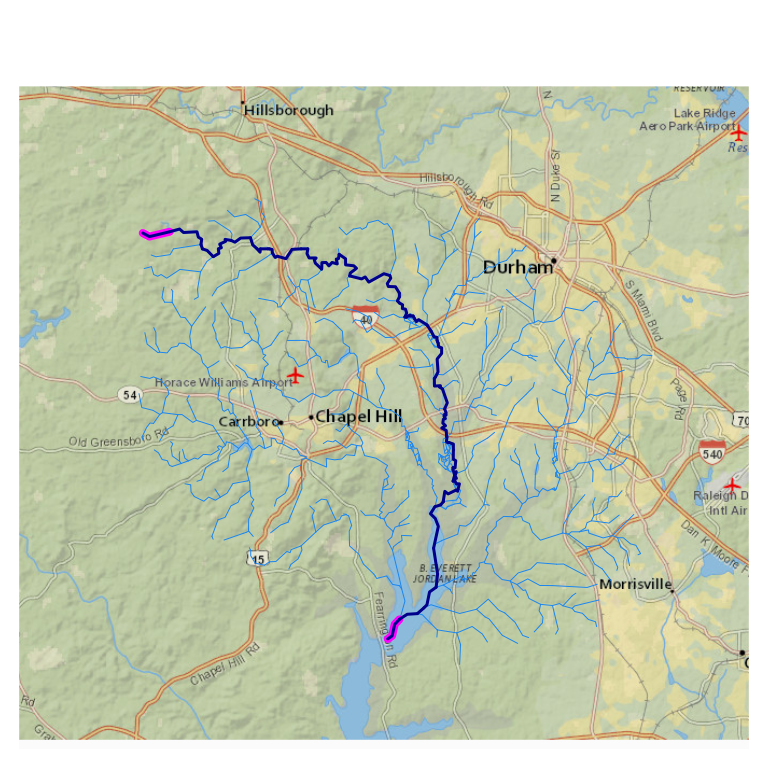 RESERVOIR
Hillsborough
Lake Ridge
Aero Park Airport
Res
Hillsborough Rd
N Duke St
N
Durham
S Miami Blvd
40
Horace Williams Airport
54
Page Rd
Carrboro
Chapel Hill
70
Old Greensboro Rd
540
Raleigh D
Intl Air
Dan K Moore F
15
B. EVERETT
JORDAN LAKE
Morrisville
Fearrington Rd
Chapel Hill Rd
C
Rd
Gra